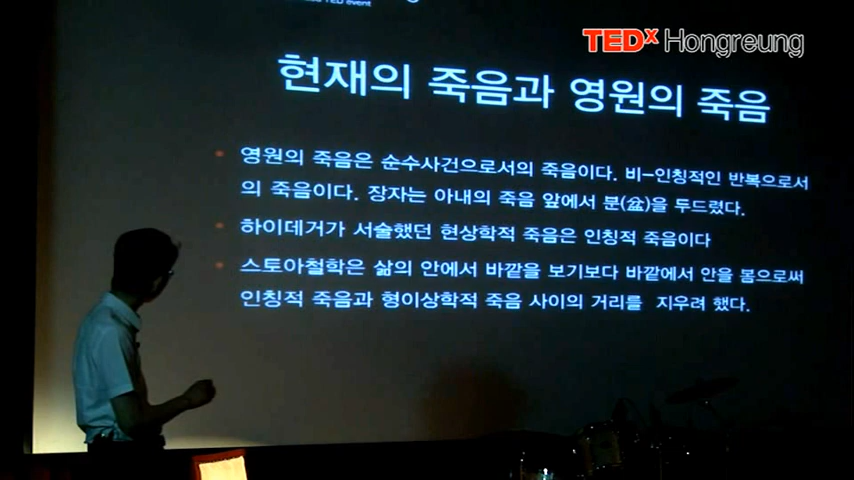 TED event
TEDx Hongreung
현재의 죽음과 영원의 죽음
영원의 죽음은 순수사건으로서의 죽음이다. 비-인칭적인 반복으로서
의 죽음이다. 장자는 아내의 죽음 앞에서 분(盆)을 두드렸다.
하이데거가 서술했던 현상학적 죽음은 인칭적 죽음이다
스토아철학은 삶의 안에서 바깥을 보기보다 바깥에서 안을 봄으로써
인칭적 죽음과 형이상학적 죽음 사이의 거리를 지우려 했다.